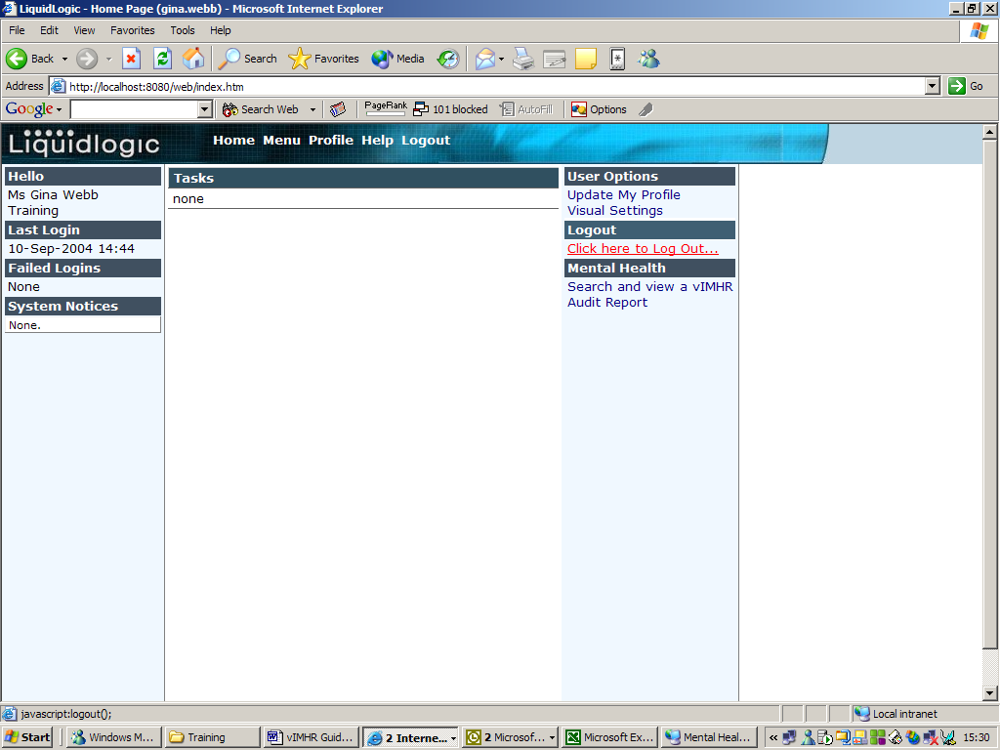 LiquidLogic - Home Page (gina.webb) - Microsoft Internet Explorer
File Edit View Favorites Tools Help
Back Search Favorites Media
Address http://localhost:8080/web/index.htm Go
Google Search Web PageRank 101 blocked AutoFill Options
Liquidlogic Home Menu Profile Help Logout
Hello
Ms Gina Webb
Training
Last Login
10-Sep-2004 14:44
Failed Logins
None
System Notices
None.
Tasks
none
User Options
Update My Profile
Visual Settings
Logout
Click here to Log Out...
Mental Health
Search and view a vIMHR
Audit Report
javascript:logout(); Local intranet
Start Windows M... Training vIMHR Guid... 2 Interne... 2 Microsof... Microsoft Ex... Mental Heal... « 15:30